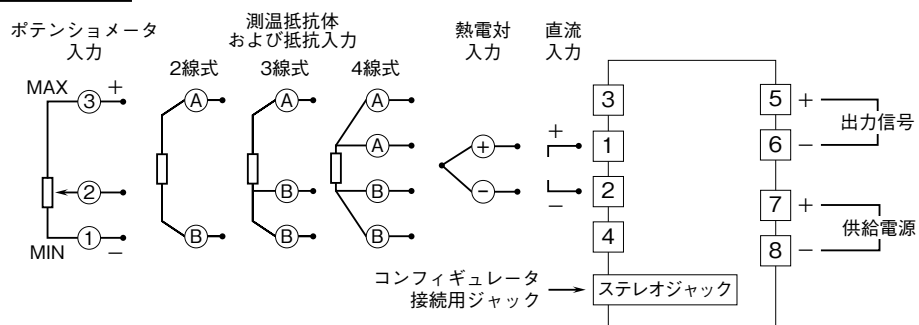 ポテンショメータ
入力
測温抵抗体
および抵抗入力
熱電対
入力
直流
入力
2線式
3線式
4線式
MAX
3
+
2
1
MIN
−
A
B
A
B
B
A
A
B
B
+
−
+
−
3
1
2
4
5
+
6
−
出力信号
7
+
8
−
供給電源
コンフィギュレータ
接続用ジャック
ステレオジャック